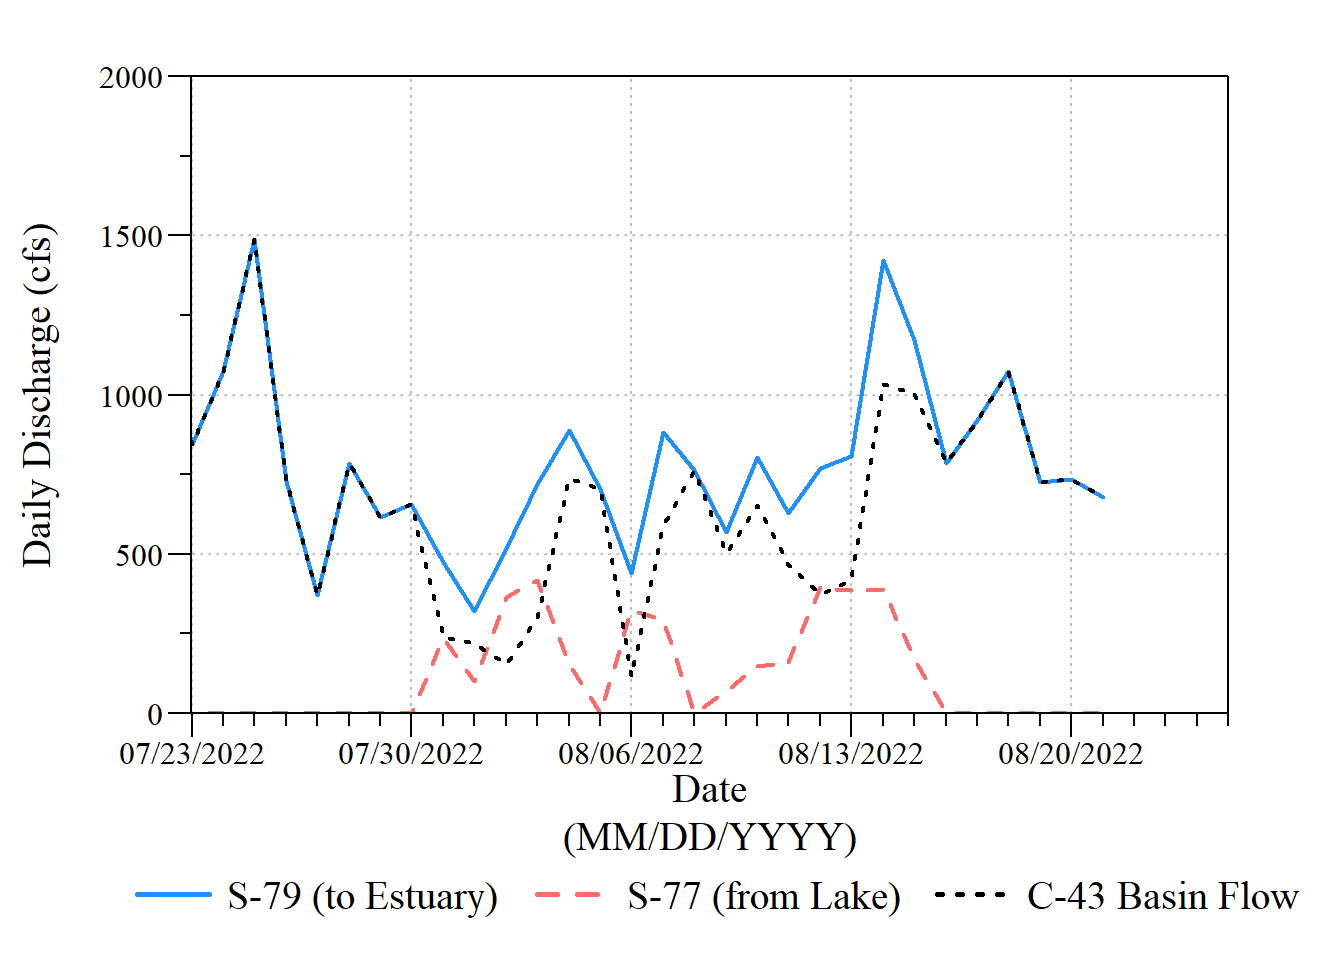 2000
1500
1000
500
0
Daily Discharge (cfs)
07/23/2022 07/30/2022 08/06/2022 08/13/2022 08/20/2022
Date
(MM/DD/YYYY)
S-79 (to Estuary) S-77 (from Lake) C-43 Basin Flow